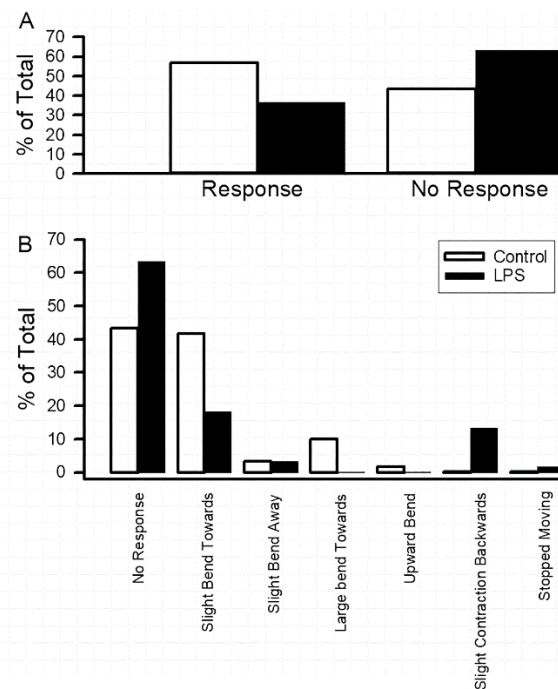 A
70
60
50
40
30
20
10
0
% of Total
Response
No Response
B
70
60
50
40
30
20
10
0
% of Total
Control
LPS
No Response
Slight Bend Towards
Slight Bend Away
Large bend Towards
Upward Bend
Slight Contraction Backwards
Stopped Moving